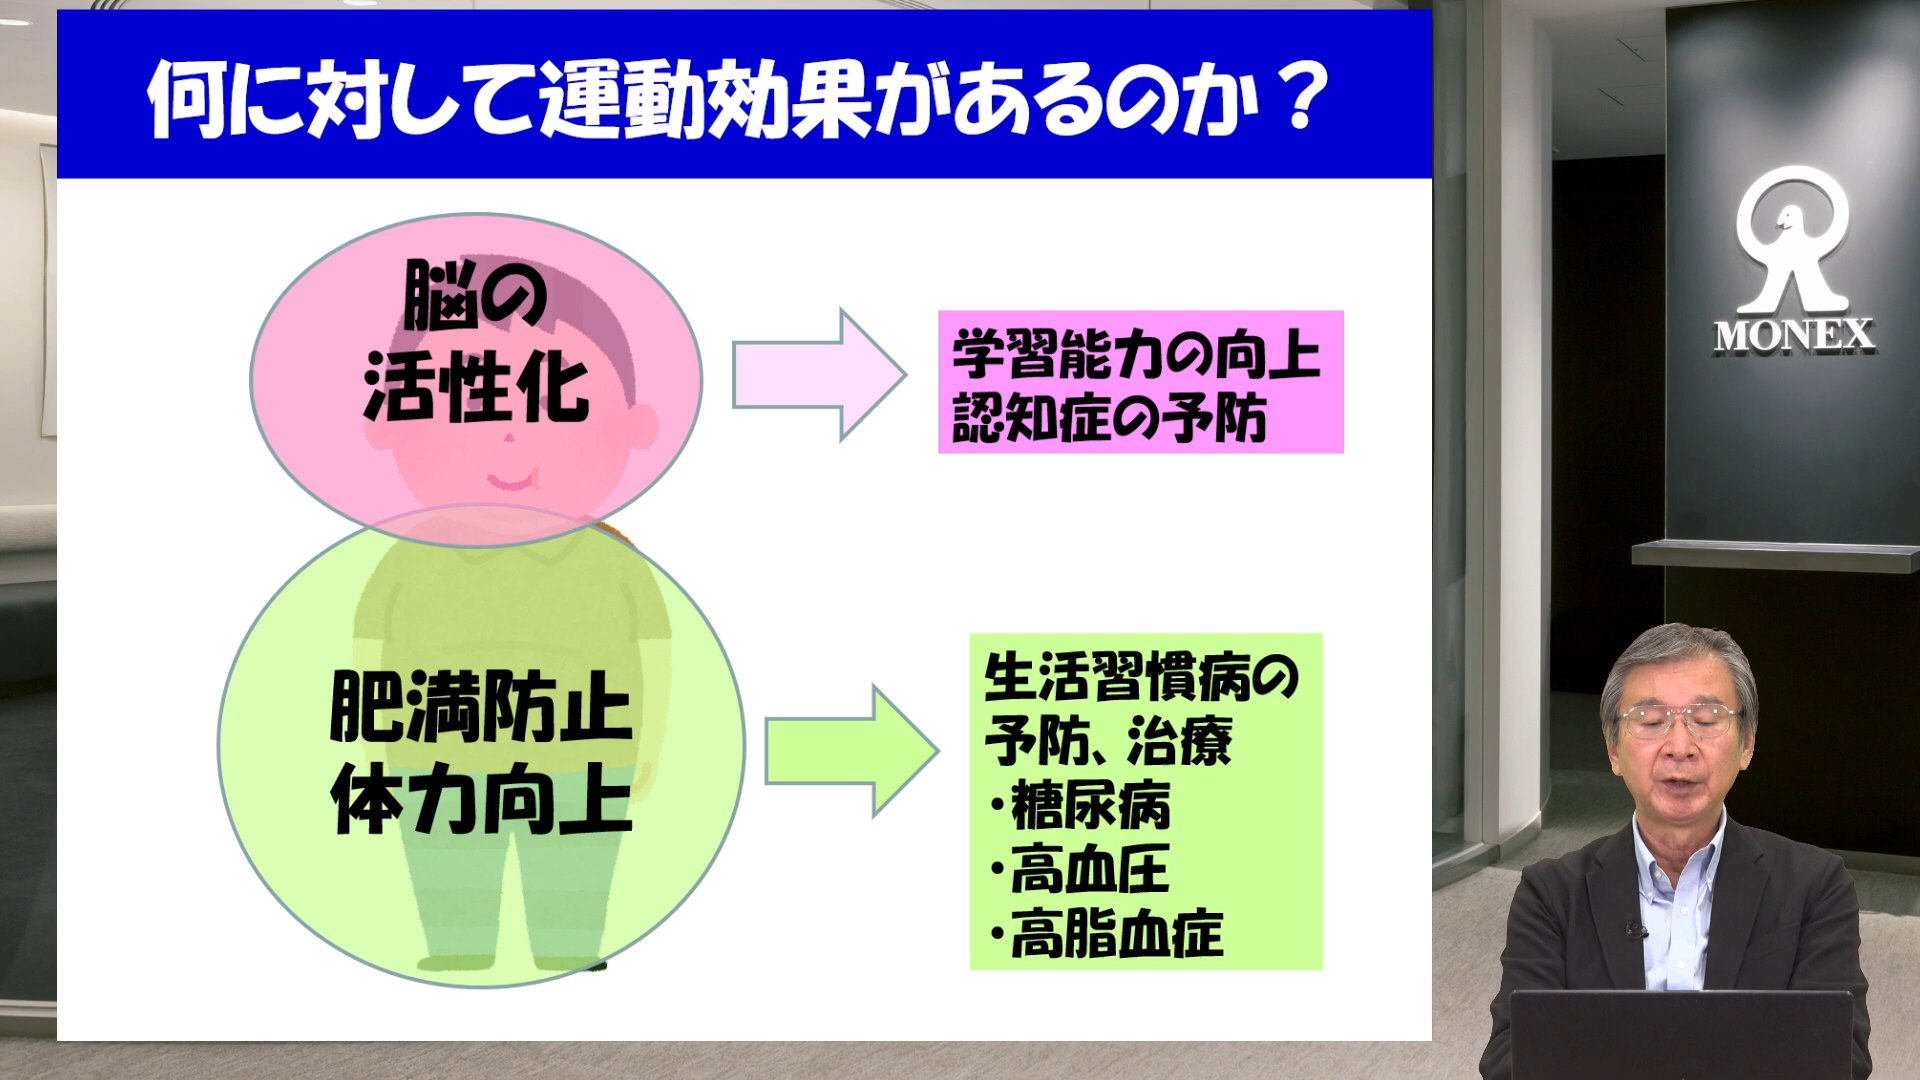 何に対して運動効果があるのか？
脳の
活性化
学習能力の向上
認知症の予防
肥満防止
体力向上
生活習慣病の
予防、治療
・糖尿病
・高血圧
・高脂血症
MONEX